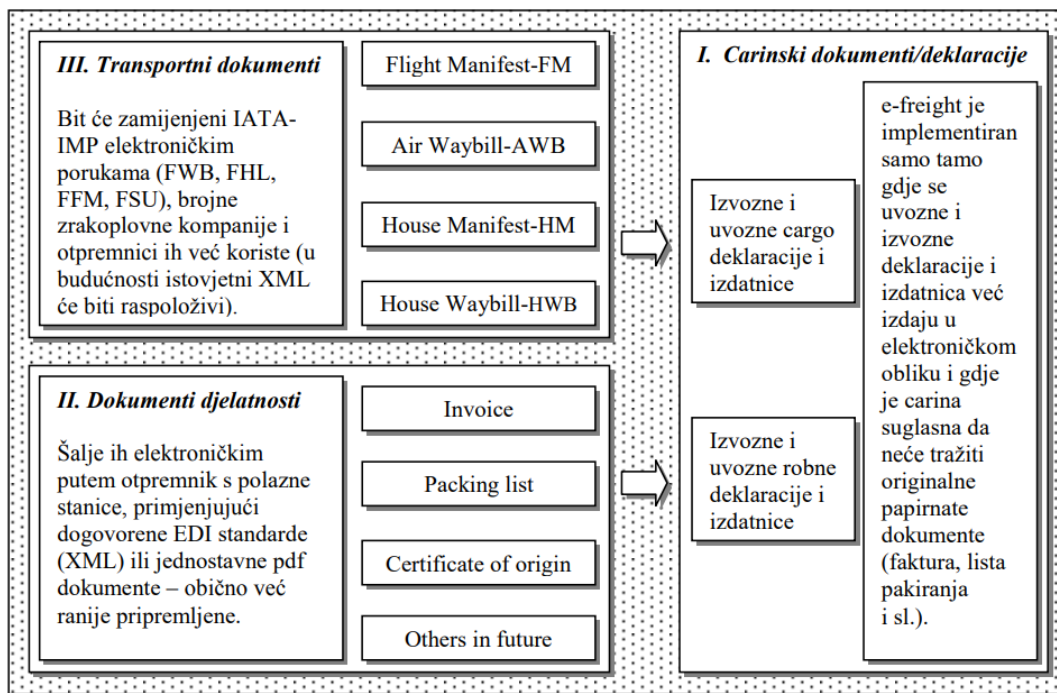 III. Transportni dokumenti
Bit će zamijenjeni IATA-
IMP elektroničkim
porukama (FWB, FHL,
FFM, FSU), brojne
zrakoplovne kompanije i
otpremnici ih već koriste (u
budućnosti istovjetni XML
će biti raspoloživi).
Flight Manifest-FM
Air Waybill-AWB
House Manifest-HM
House Waybill-HWB
II. Dokumenti djelatnosti
Šalje ih elektroničkim
putem otpremnik s polazne
stanice, primjenjujući
dogovorene EDI standarde
(XML) ili jednostavne pdf
dokumente – obično već
ranije pripremljene.
Invoice
Packing list
Certificate of origin
Others in future
I. Carinski dokumenti/deklaracije
Izvozne i
uvozne cargo
deklaracije i
izdatnice
Izvozne i
uvozne robne
deklaracije i
izdatnice
e-freight je
implementiran
samo tamo
gdje se
uvozne i
izvozne
deklaracije i
izdatnica već
izdaju u
elektroničkom
obliku i gdje
je carina
suglasna da
neće tražiti
originalne
papirnate
dokumente
(faktura, lista
pakiranja
i sl.).